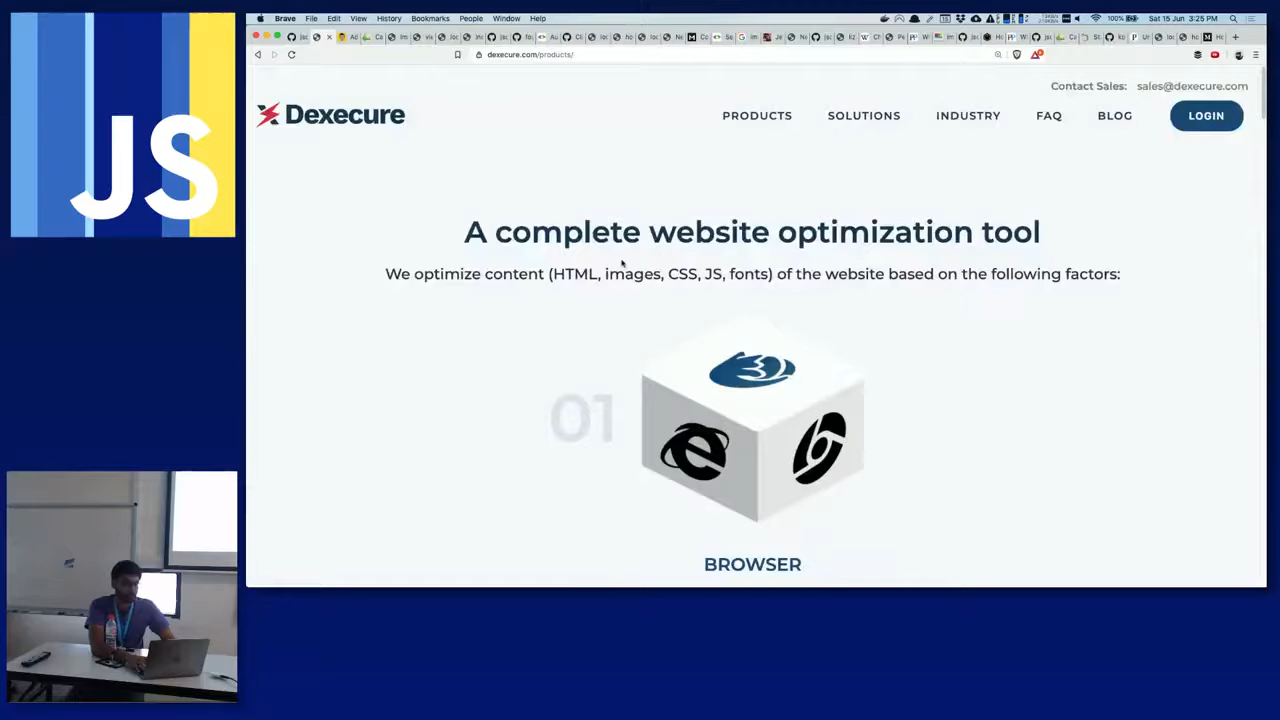 JS
Brave File Edit View History Bookmarks People Window Help
100% Sat 15 Jun 3:25 PM
dexecure.com/products/
Contact Sales: sales@dexecure.com
Dexecure
PRODUCTS SOLUTIONS INDUSTRY FAQ BLOG LOGIN
A complete website optimization tool
We optimize content (HTML, images, CSS, JS, fonts) of the website based on the following factors:
01
BROWSER